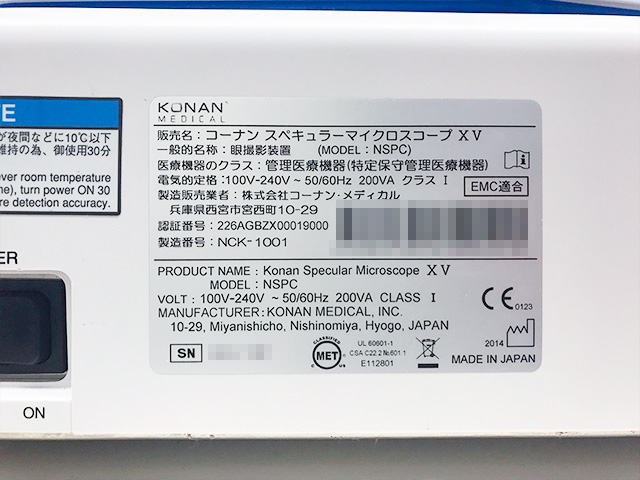 TE
が夜間などに10℃以下
維持の為、御使用30分
ever room temperature
ne), turn power ON 30
re detection accuracy.
ER
ON
KONAN
MEDICAL
販売名：コーナン スペキュラーマイクロスコープ ⅩⅤ
一般的名称：眼撮影装置 (MODEL: NSPC)
医療機器のクラス：管理医療機器(特定保守管理医療機器)
電気的定格：100V-240V ~ 50/60Hz 200VA クラス Ⅰ
EMC適合
製造販売業者：株式会社コーナン・メディカル
兵庫県西宮市宮西町10-29
認証番号：226AGBZX00019000
製造番号：NCK-1001
PRODUCT NAME : Konan Specular Microscope ⅩⅤ
MODEL: NSPC
VOLT : 100V-240V ~ 50/60Hz 200VA CLASS Ⅰ
MANUFACTURER: KONAN MEDICAL, INC.
10-29, Miyanishicho, Nishinomiya, Hyogo, JAPAN
CE 0123
SN
CLASSIFIED
MET
C US
UL 60601-1
CSA C22.2 №601.1
E112801
2014
MADE IN JAPAN